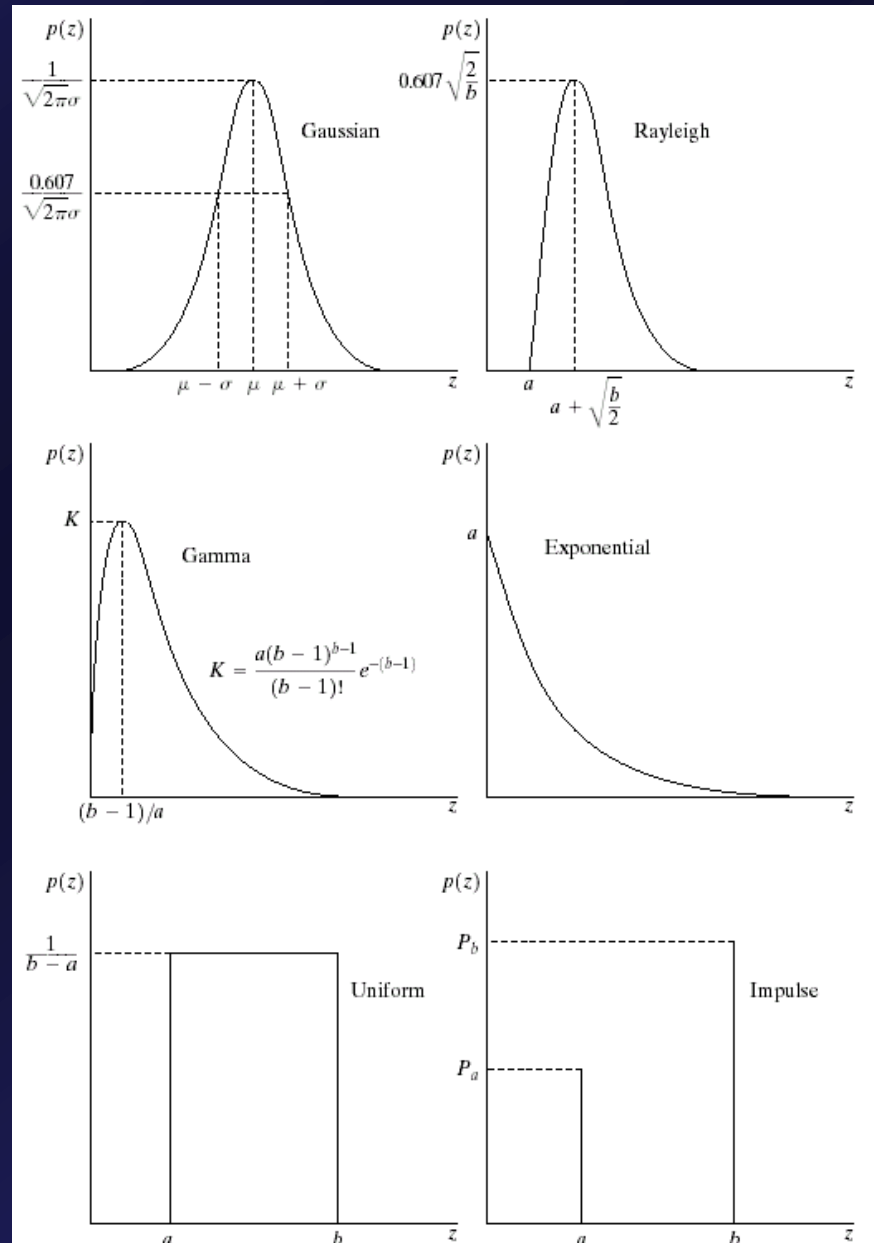 p(z)
1
√2πσ
0.607
√2πσ
Gaussian
μ − σ μ μ + σ z
p(z)
0.607 √2/b
Rayleigh
a z
a + √b/2
p(z)
K
Gamma
K = a(b − 1)^{b−1} / (b − 1)! e^{−(b−1)}
(b − 1)/a z
p(z)
a
Exponential
z
p(z)
1
b − a
Uniform
a b z
p(z)
P_b
Impulse
P_a
a b z